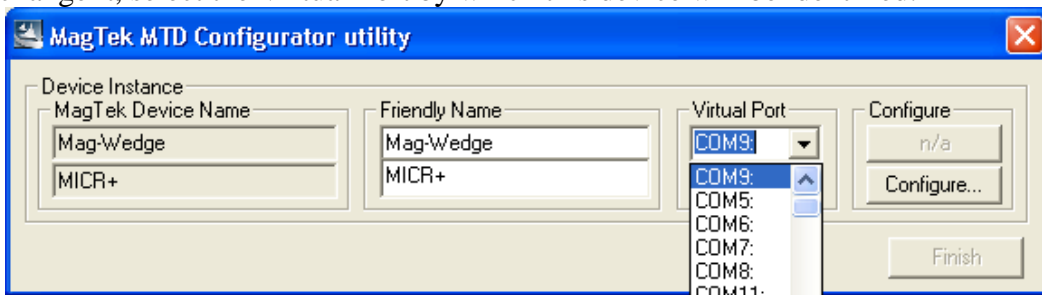 MagTek MTD Configurator utility
Device Instance
MagTek Device Name
Friendly Name
Virtual Port
Configure
Mag-Wedge
Mag-Wedge
COM9:
n/a
MICR+
MICR+
COM9:
Configure...
COM5:
COM6:
COM7:
COM8:
Finish
COM11: